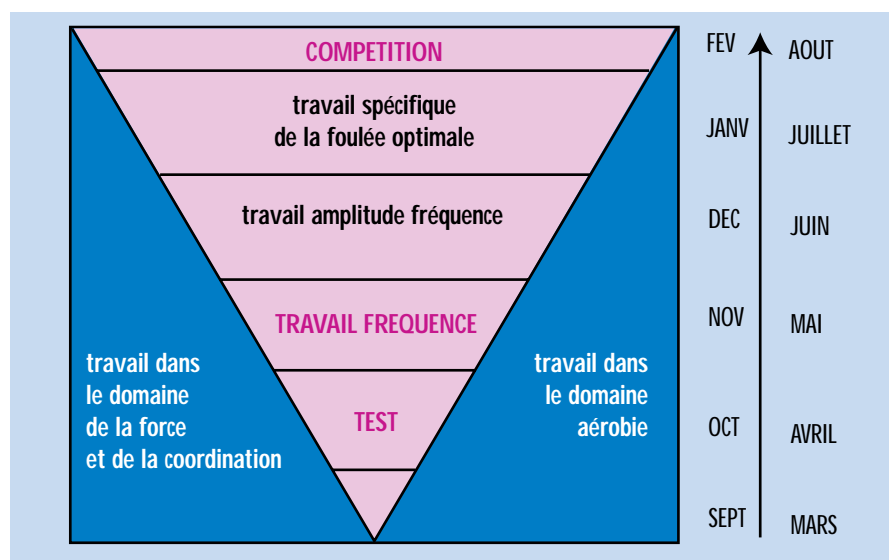 COMPETITION
travail spécifique
de la foulée optimale
travail amplitude fréquence
TRAVAIL FREQUENCE
TEST
travail dans
le domaine
de la force
et de la coordination
travail dans
le domaine
aérobie
FEV AOUT
JANV JUILLET
DEC JUIN
NOV MAI
OCT AVRIL
SEPT MARS